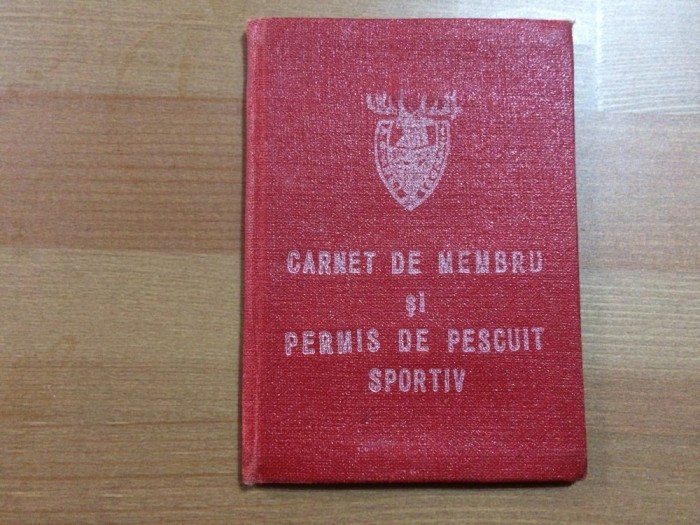 CARNET DE MEMBRU
și
PERMIS DE PESCUIT
SPORTIV